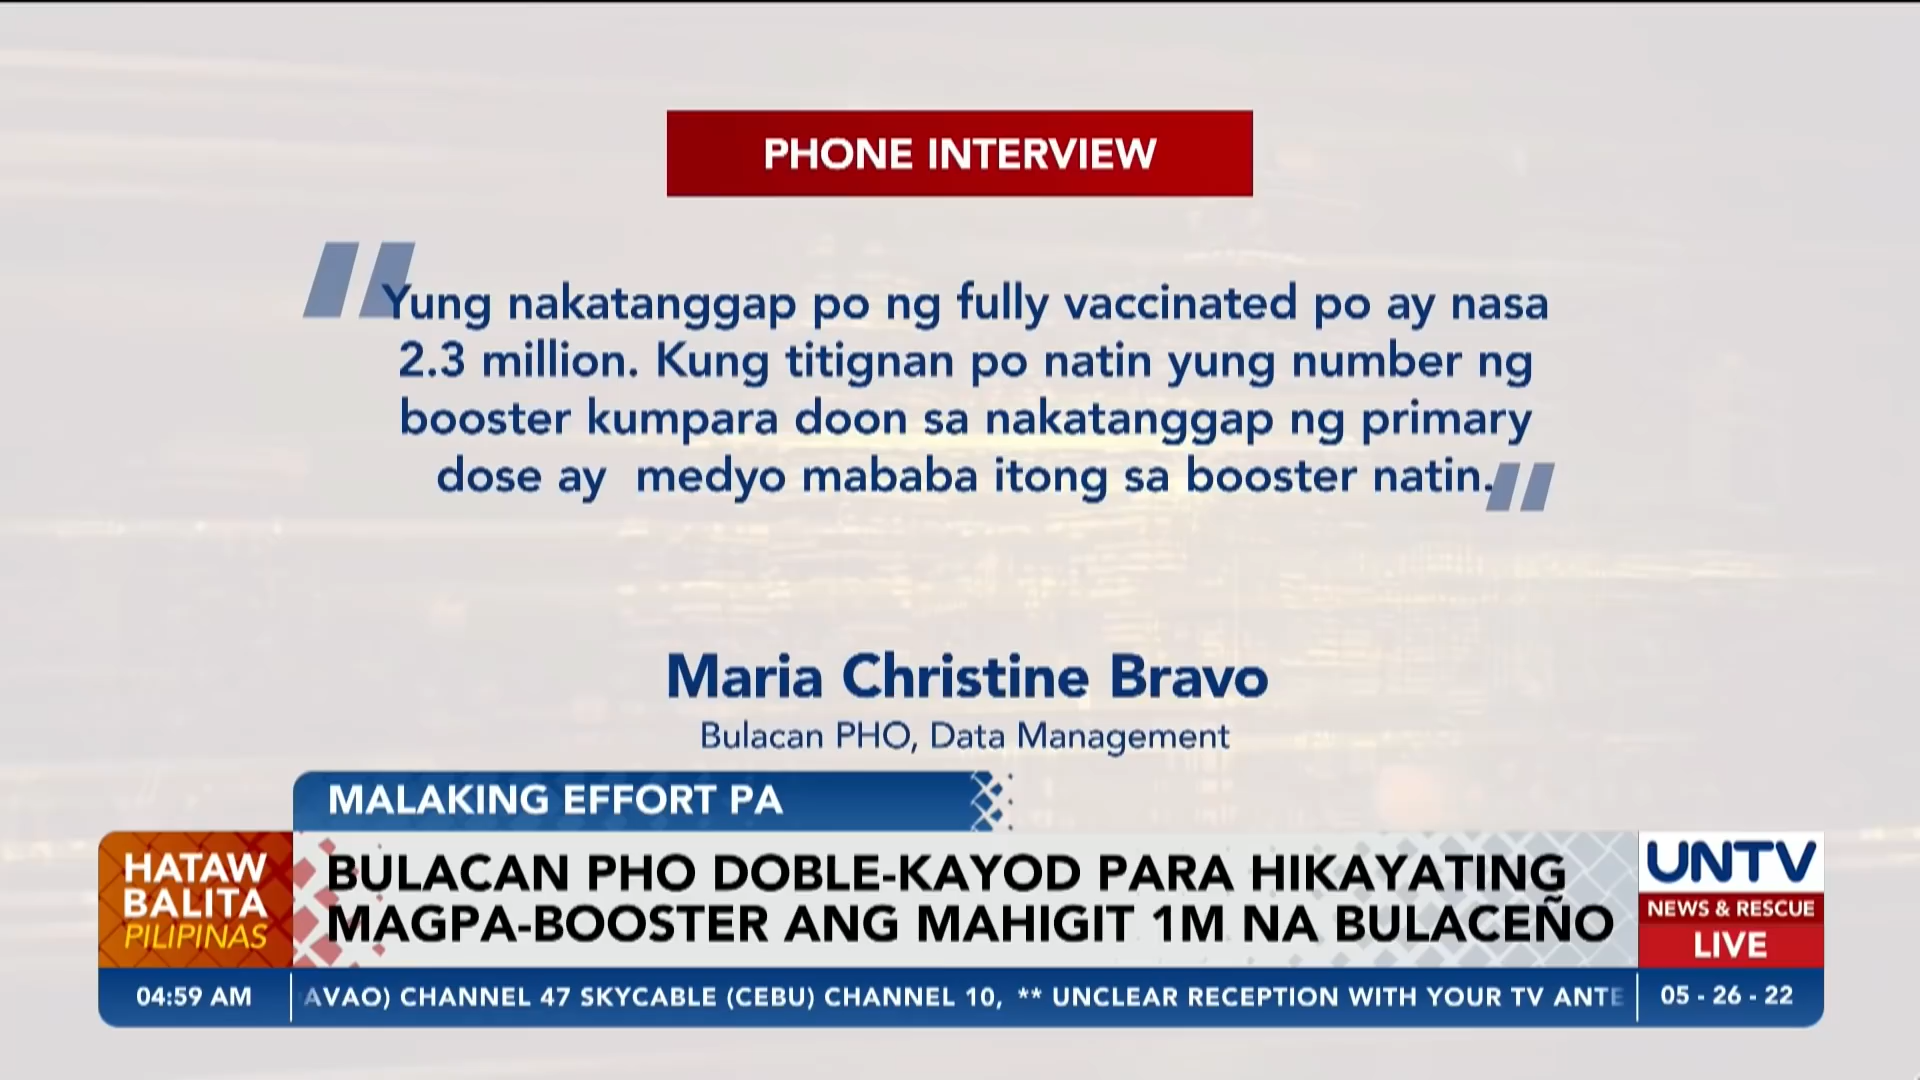 PHONE INTERVIEW
Yung nakatanggap po ng fully vaccinated po ay nasa
2.3 million. Kung titignan po natin yung number ng
booster kumpara doon sa nakatanggap ng primary
dose ay medyo mababa itong sa booster natin.
Maria Christine Bravo
Bulacan PHO, Data Management
MALAKING EFFORT PA
HATAW
BALITA
PILIPINAS
BULACAN PHO DOBLE-KAYOD PARA HIKAYATING
MAGPA-BOOSTER ANG MAHIGIT 1M NA BULACEÑO
UNTV
NEWS & RESCUE
LIVE
04:59 AM
AVAO) CHANNEL 47 SKYCABLE (CEBU) CHANNEL 10, ** UNCLEAR RECEPTION WITH YOUR TV ANTE
05 - 26 - 22